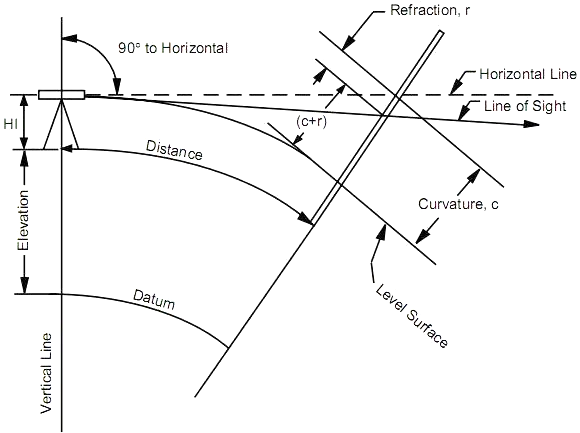 Refraction, r
90° to Horizontal
Horizontal Line
Line of Sight
HI
(c+r)
Distance
Curvature, c
Elevation
Datum
Level Surface
Vertical Line